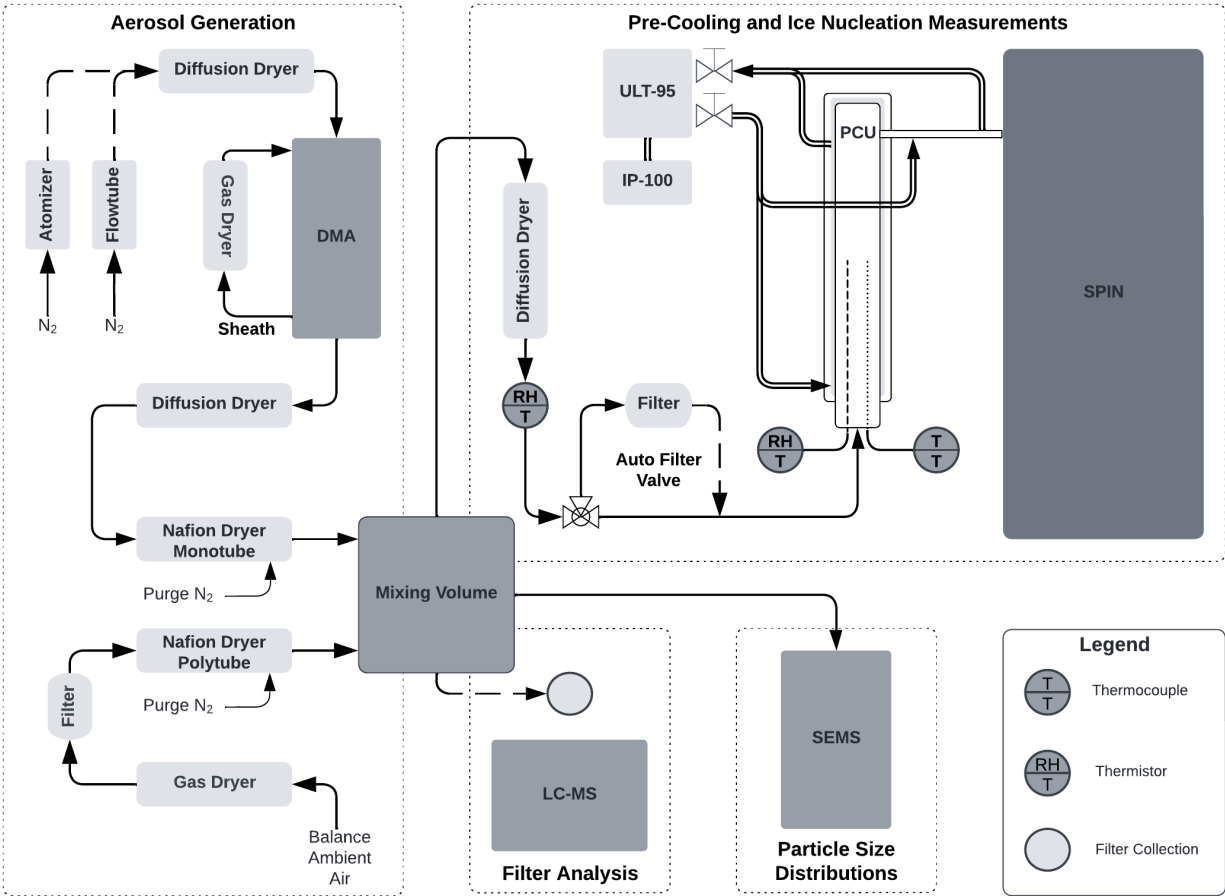 Aerosol Generation
Diffusion Dryer
Atomizer
Flowtube
Gas Dryer
DMA
N₂
N₂
Sheath
Diffusion Dryer
Nafion Dryer
Monotube
Purge N₂
Nafion Dryer
Polytube
Purge N₂
Filter
Gas Dryer
Balance
Ambient
Air
Mixing Volume
Pre-Cooling and Ice Nucleation Measurements
ULT-95
IP-100
PCU
SPIN
Diffusion Dryer
RH
T
Filter
Auto Filter
Valve
RH
T
T
T
LC-MS
Filter Analysis
SEMS
Particle Size
Distributions
Legend
T
T
Thermocouple
RH
T
Thermistor
Filter Collection